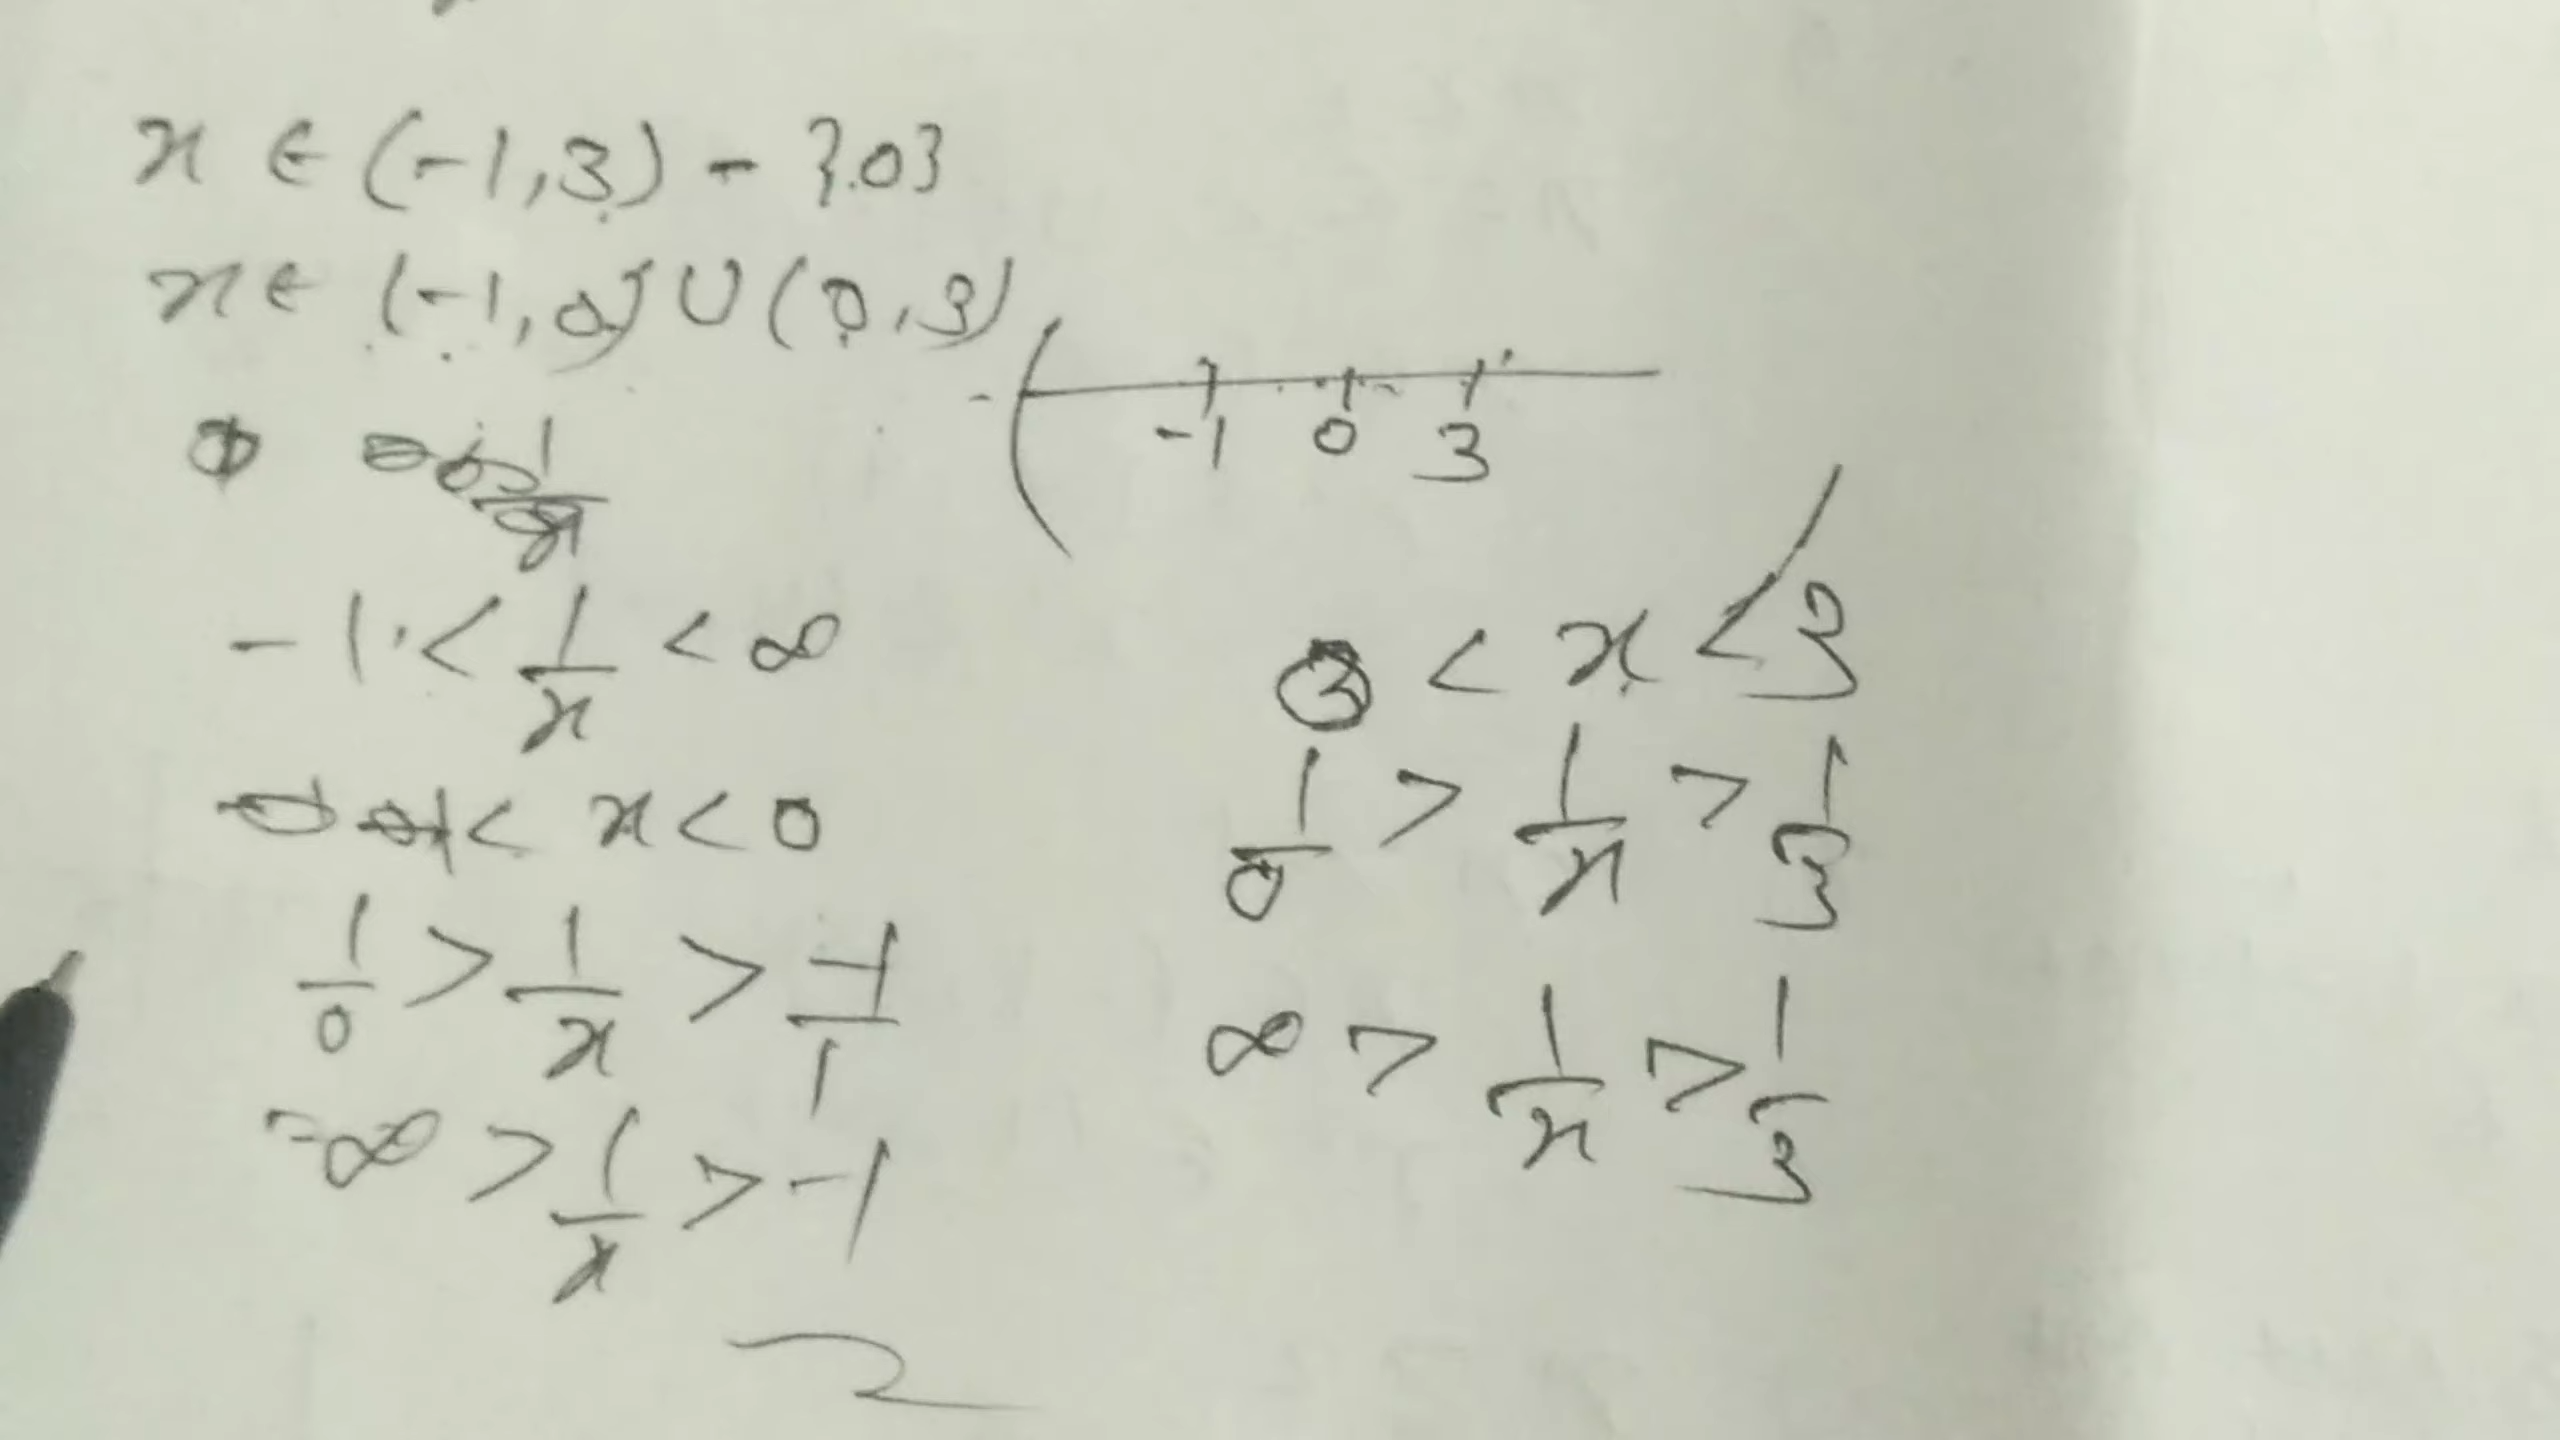 x ∈ (-1,3) - {0}
x ∈ (-1,0) ∪ (0,3)
-1 0 3
-1 < 1/x < ∞
-1 < x < 0
1/0 > 1/x > -1/1
-∞ > 1/x > -1
0 < x < 3
1/0 > 1/x > 1/3
∞ > 1/x > 1/3